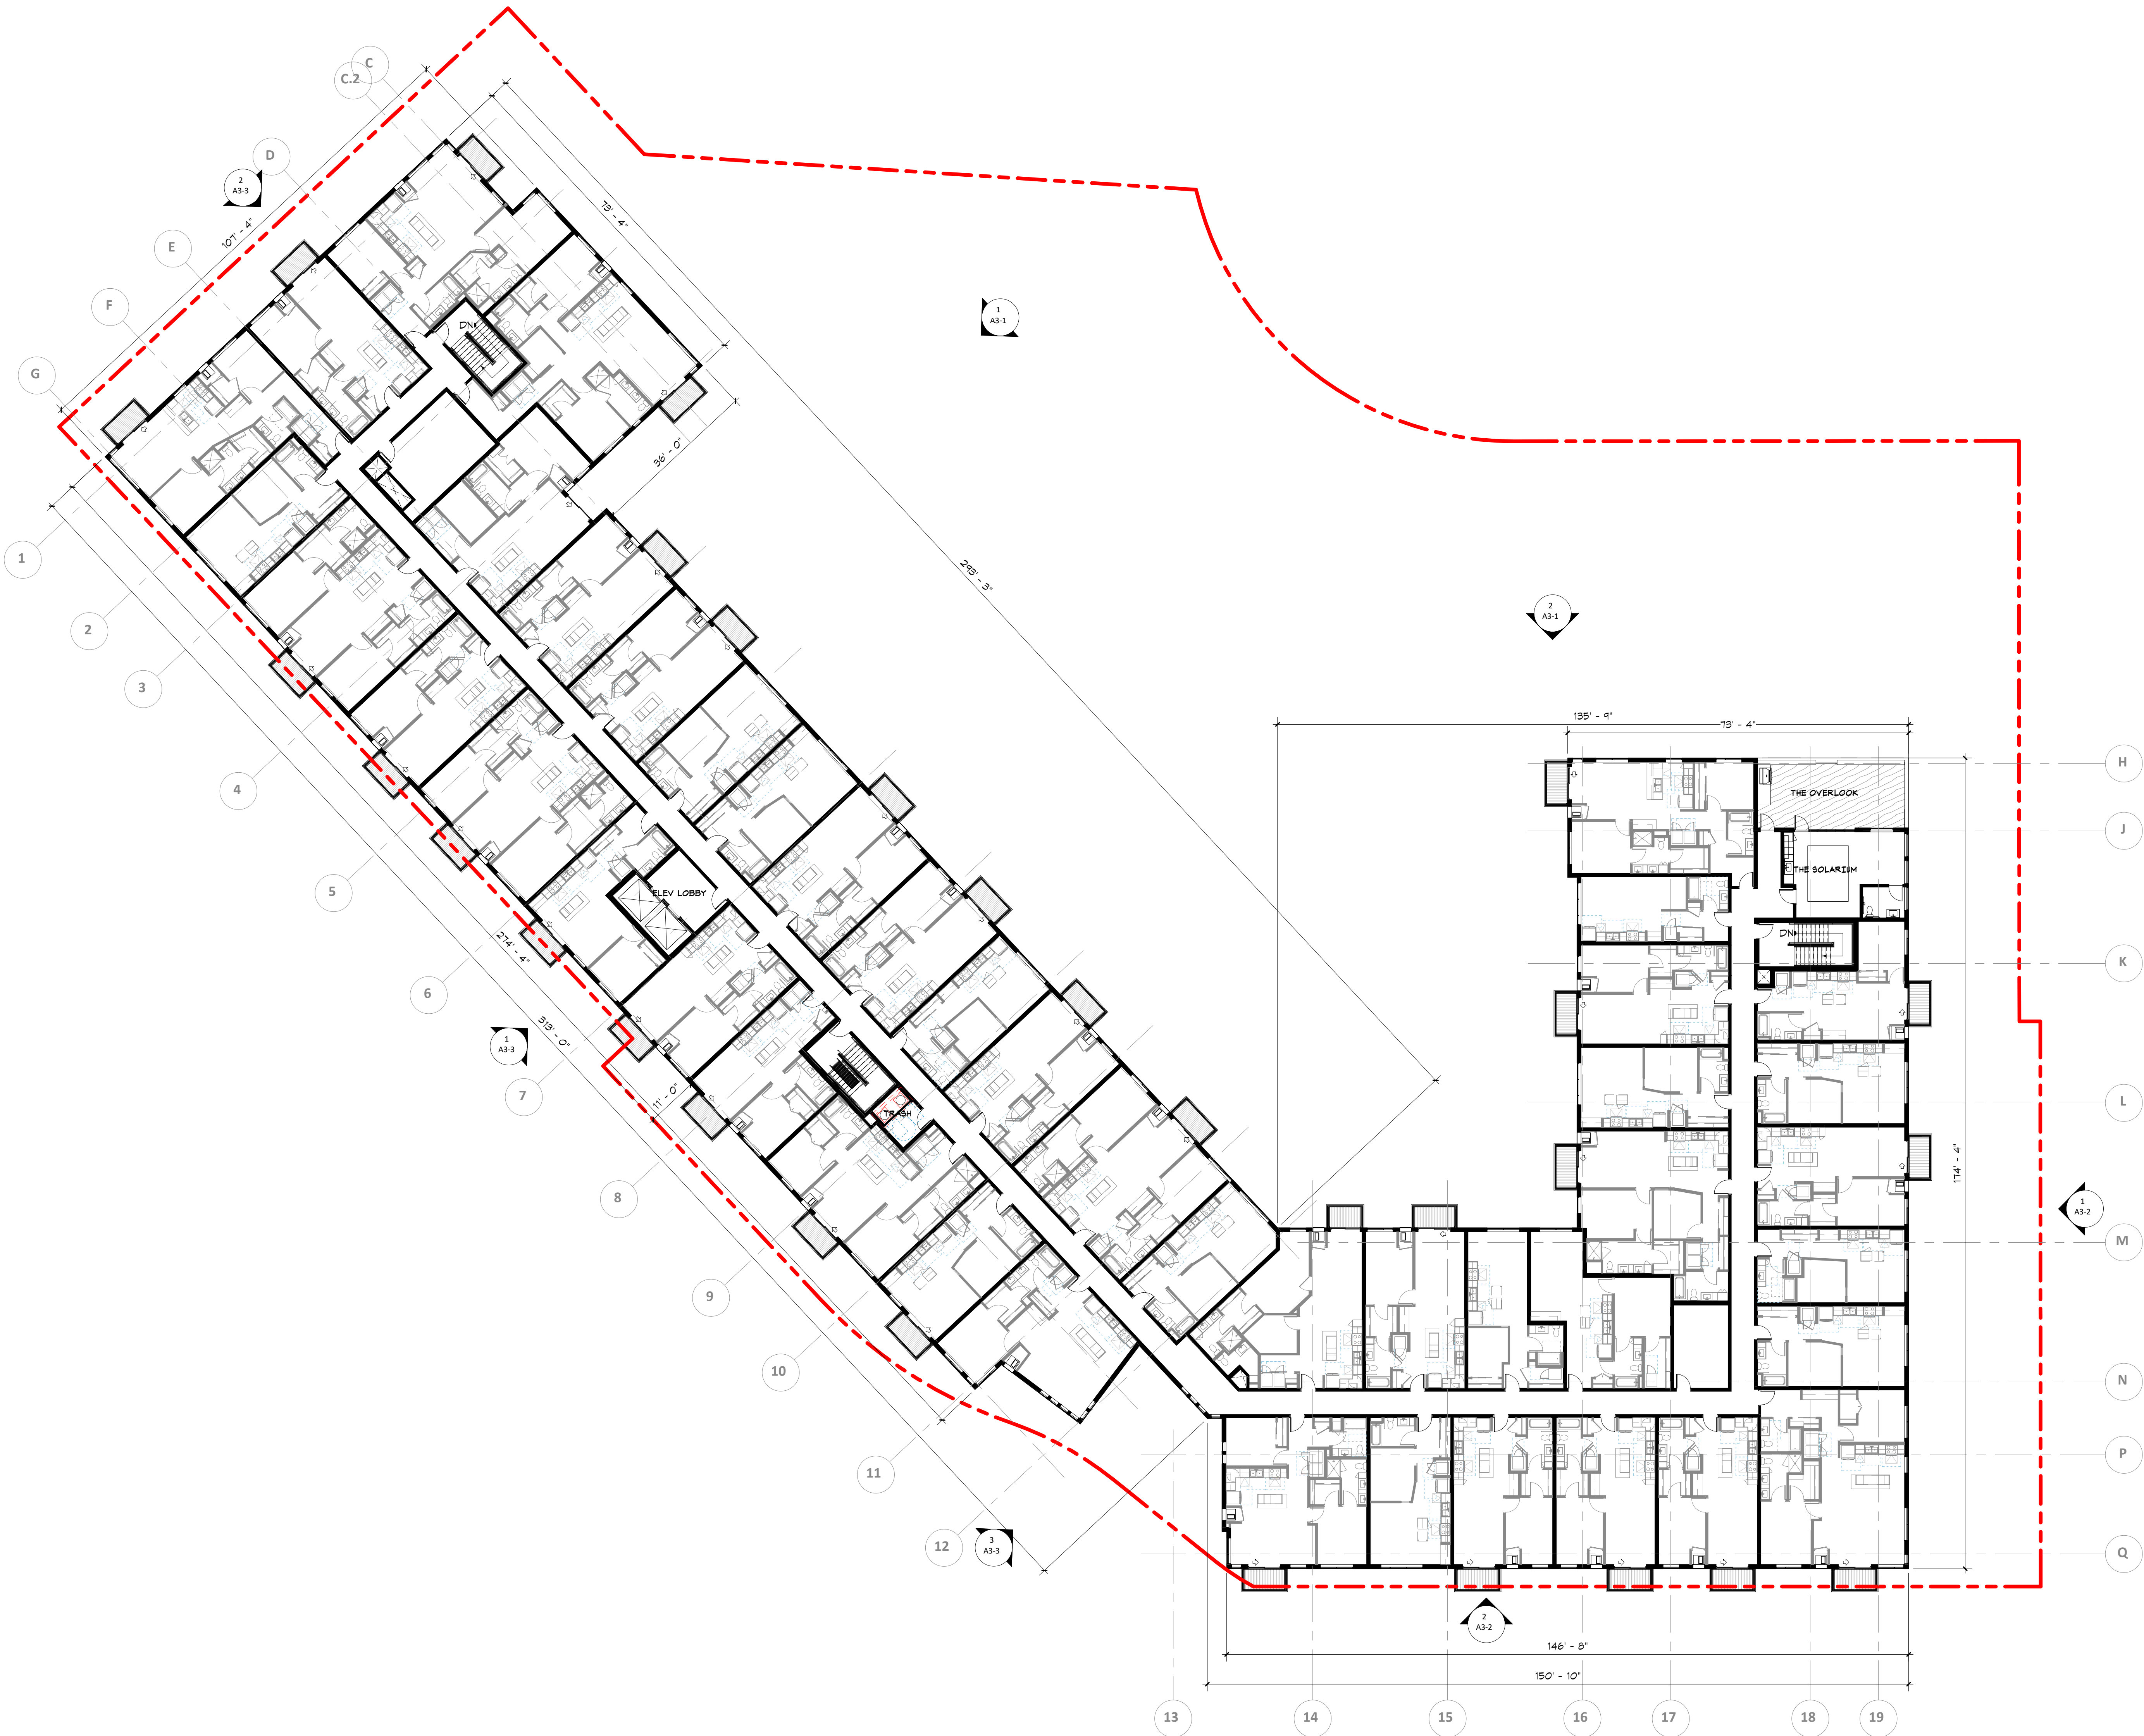 C
C.2
D
2
A3-3
107' - 4"
73' - 4"
E
F
1
A3-1
DN
G
36' - 0"
1
293' - 3"
2
2
A3-1
3
135' - 9"
73' - 4"
H
4
THE OVERLOOK
J
THE SOLARIUM
5
ELEV LOBBY
DN
274' - 4"
K
6
313' - 0"
1
A3-3
7
11' - 0"
TRASH
L
174' - 4"
8
1
A3-2
M
9
10
N
11
P
12
3
A3-3
Q
2
A3-2
146' - 8"
150' - 10"
13
14
15
16
17
18
19